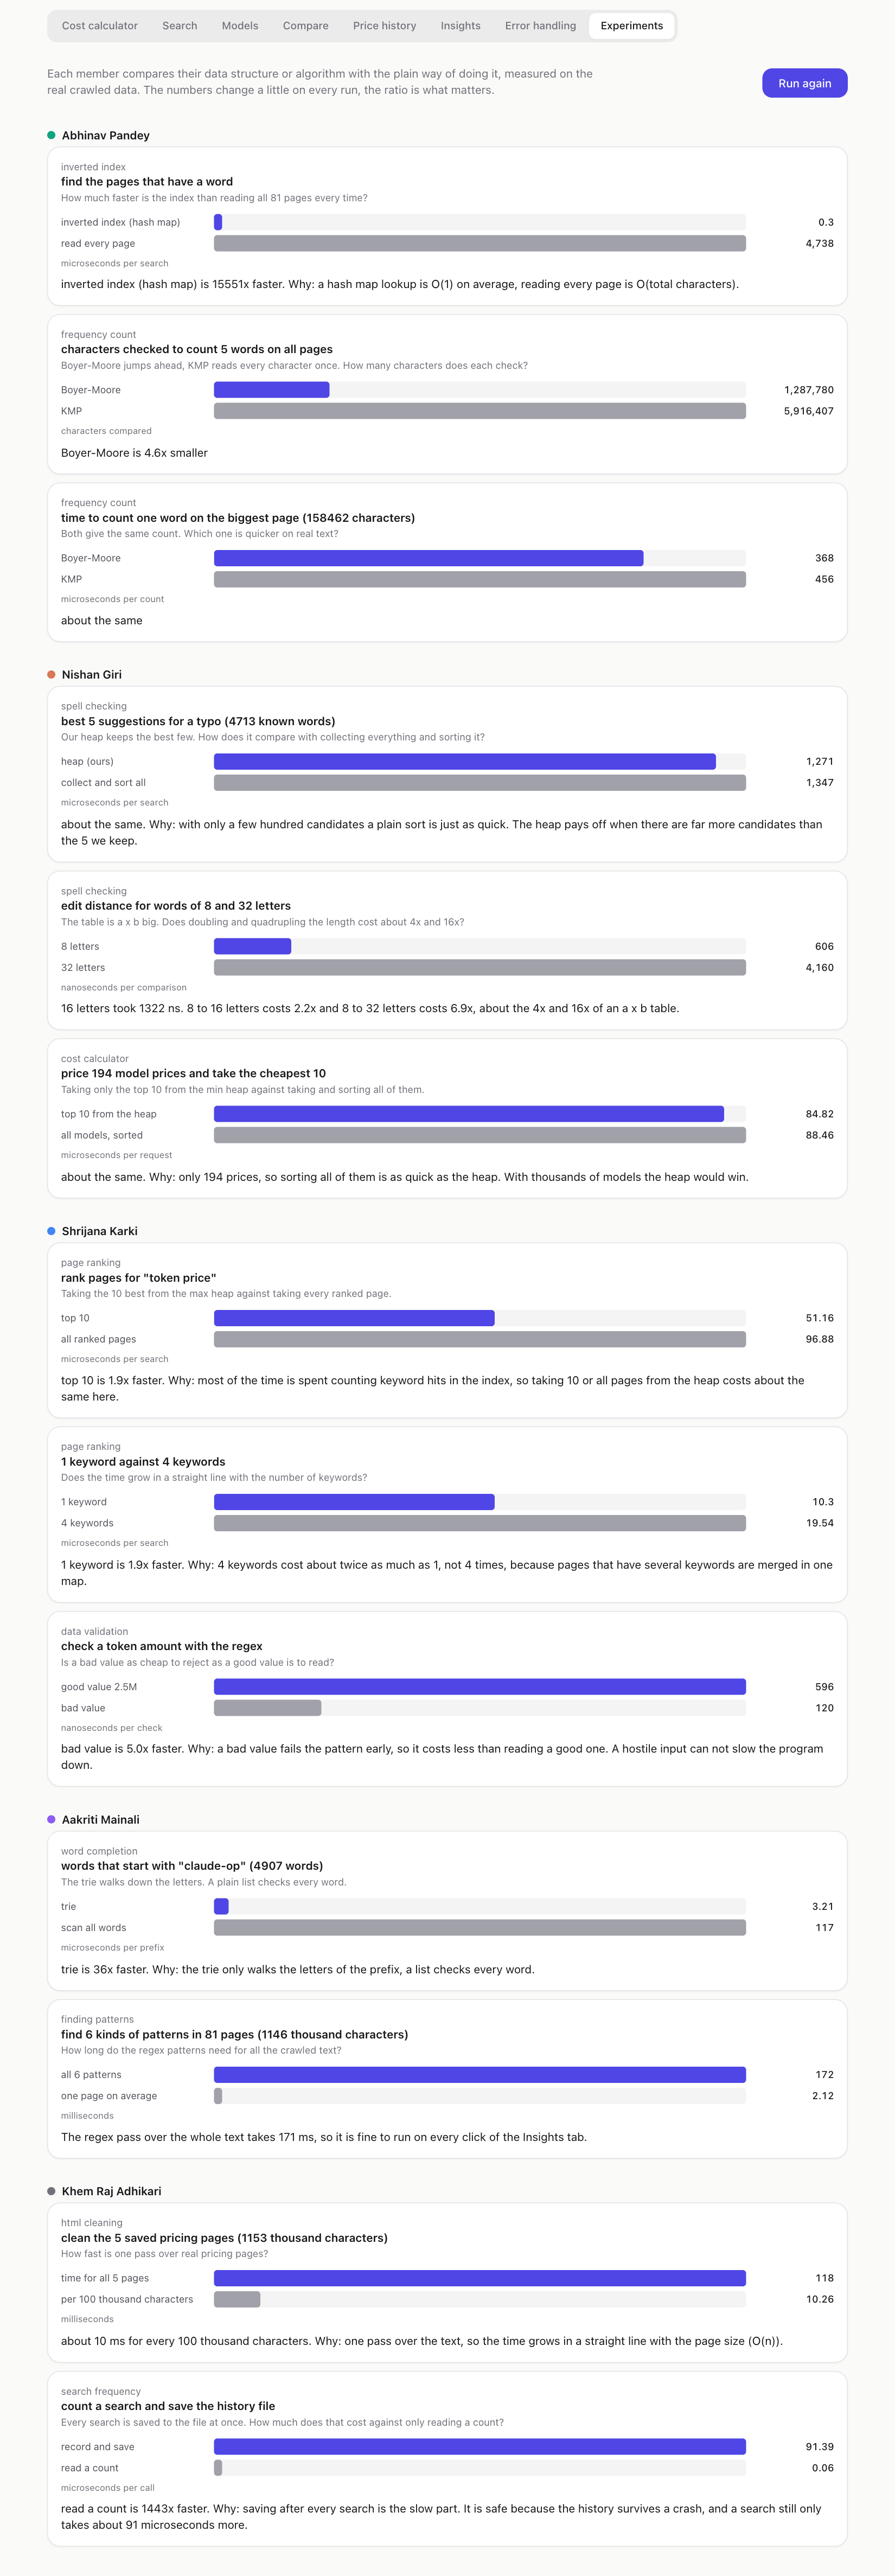 Cost calculator Search Models Compare Price history Insights Error handling Experiments
Each member compares their data structure or algorithm with the plain way of doing it, measured on the
real crawled data. The numbers change a little on every run, the ratio is what matters.
Run again
Abhinav Pandey
inverted index
find the pages that have a word
How much faster is the index than reading all 81 pages every time?
inverted index (hash map) 0.3
read every page 4,738
microseconds per search
inverted index (hash map) is 15551x faster. Why: a hash map lookup is O(1) on average, reading every page is O(total characters).
frequency count
characters checked to count 5 words on all pages
Boyer-Moore jumps ahead, KMP reads every character once. How many characters does each check?
Boyer-Moore 1,287,780
KMP 5,916,407
characters compared
Boyer-Moore is 4.6x smaller
frequency count
time to count one word on the biggest page (158462 characters)
Both give the same count. Which one is quicker on real text?
Boyer-Moore 368
KMP 456
microseconds per count
about the same
Nishan Giri
spell checking
best 5 suggestions for a typo (4713 known words)
Our heap keeps the best few. How does it compare with collecting everything and sorting it?
heap (ours) 1,271
collect and sort all 1,347
microseconds per search
about the same. Why: with only a few hundred candidates a plain sort is just as quick. The heap pays off when there are far more candidates than
the 5 we keep.
spell checking
edit distance for words of 8 and 32 letters
The table is a x b big. Does doubling and quadrupling the length cost about 4x and 16x?
8 letters 606
32 letters 4,160
nanoseconds per comparison
16 letters took 1322 ns. 8 to 16 letters costs 2.2x and 8 to 32 letters costs 6.9x, about the 4x and 16x of an a x b table.
cost calculator
price 194 model prices and take the cheapest 10
Taking only the top 10 from the min heap against taking and sorting all of them.
top 10 from the heap 84.82
all models, sorted 88.46
microseconds per request
about the same. Why: only 194 prices, so sorting all of them is as quick as the heap. With thousands of models the heap would win.
Shrijana Karki
page ranking
rank pages for "token price"
Taking the 10 best from the max heap against taking every ranked page.
top 10 51.16
all ranked pages 96.88
microseconds per search
top 10 is 1.9x faster. Why: most of the time is spent counting keyword hits in the index, so taking 10 or all pages from the heap costs about the
same here.
page ranking
1 keyword against 4 keywords
Does the time grow in a straight line with the number of keywords?
1 keyword 10.3
4 keywords 19.54
microseconds per search
1 keyword is 1.9x faster. Why: 4 keywords cost about twice as much as 1, not 4 times, because pages that have several keywords are merged in one
map.
data validation
check a token amount with the regex
Is a bad value as cheap to reject as a good value is to read?
good value 2.5M 596
bad value 120
nanoseconds per check
bad value is 5.0x faster. Why: a bad value fails the pattern early, so it costs less than reading a good one. A hostile input can not slow the program
down.
Aakriti Mainali
word completion
words that start with "claude-op" (4907 words)
The trie walks down the letters. A plain list checks every word.
trie 3.21
scan all words 117
microseconds per prefix
trie is 36x faster. Why: the trie only walks the letters of the prefix, a list checks every word.
finding patterns
find 6 kinds of patterns in 81 pages (1146 thousand characters)
How long do the regex patterns need for all the crawled text?
all 6 patterns 172
one page on average 2.12
milliseconds
The regex pass over the whole text takes 171 ms, so it is fine to run on every click of the Insights tab.
Khem Raj Adhikari
html cleaning
clean the 5 saved pricing pages (1153 thousand characters)
How fast is one pass over real pricing pages?
time for all 5 pages 118
per 100 thousand characters 10.26
milliseconds
about 10 ms for every 100 thousand characters. Why: one pass over the text, so the time grows in a straight line with the page size (O(n)).
search frequency
count a search and save the history file
Every search is saved to the file at once. How much does that cost against only reading a count?
record and save 91.39
read a count 0.06
microseconds per call
read a count is 1443x faster. Why: saving after every search is the slow part. It is safe because the history survives a crash, and a search still only
takes about 91 microseconds more.